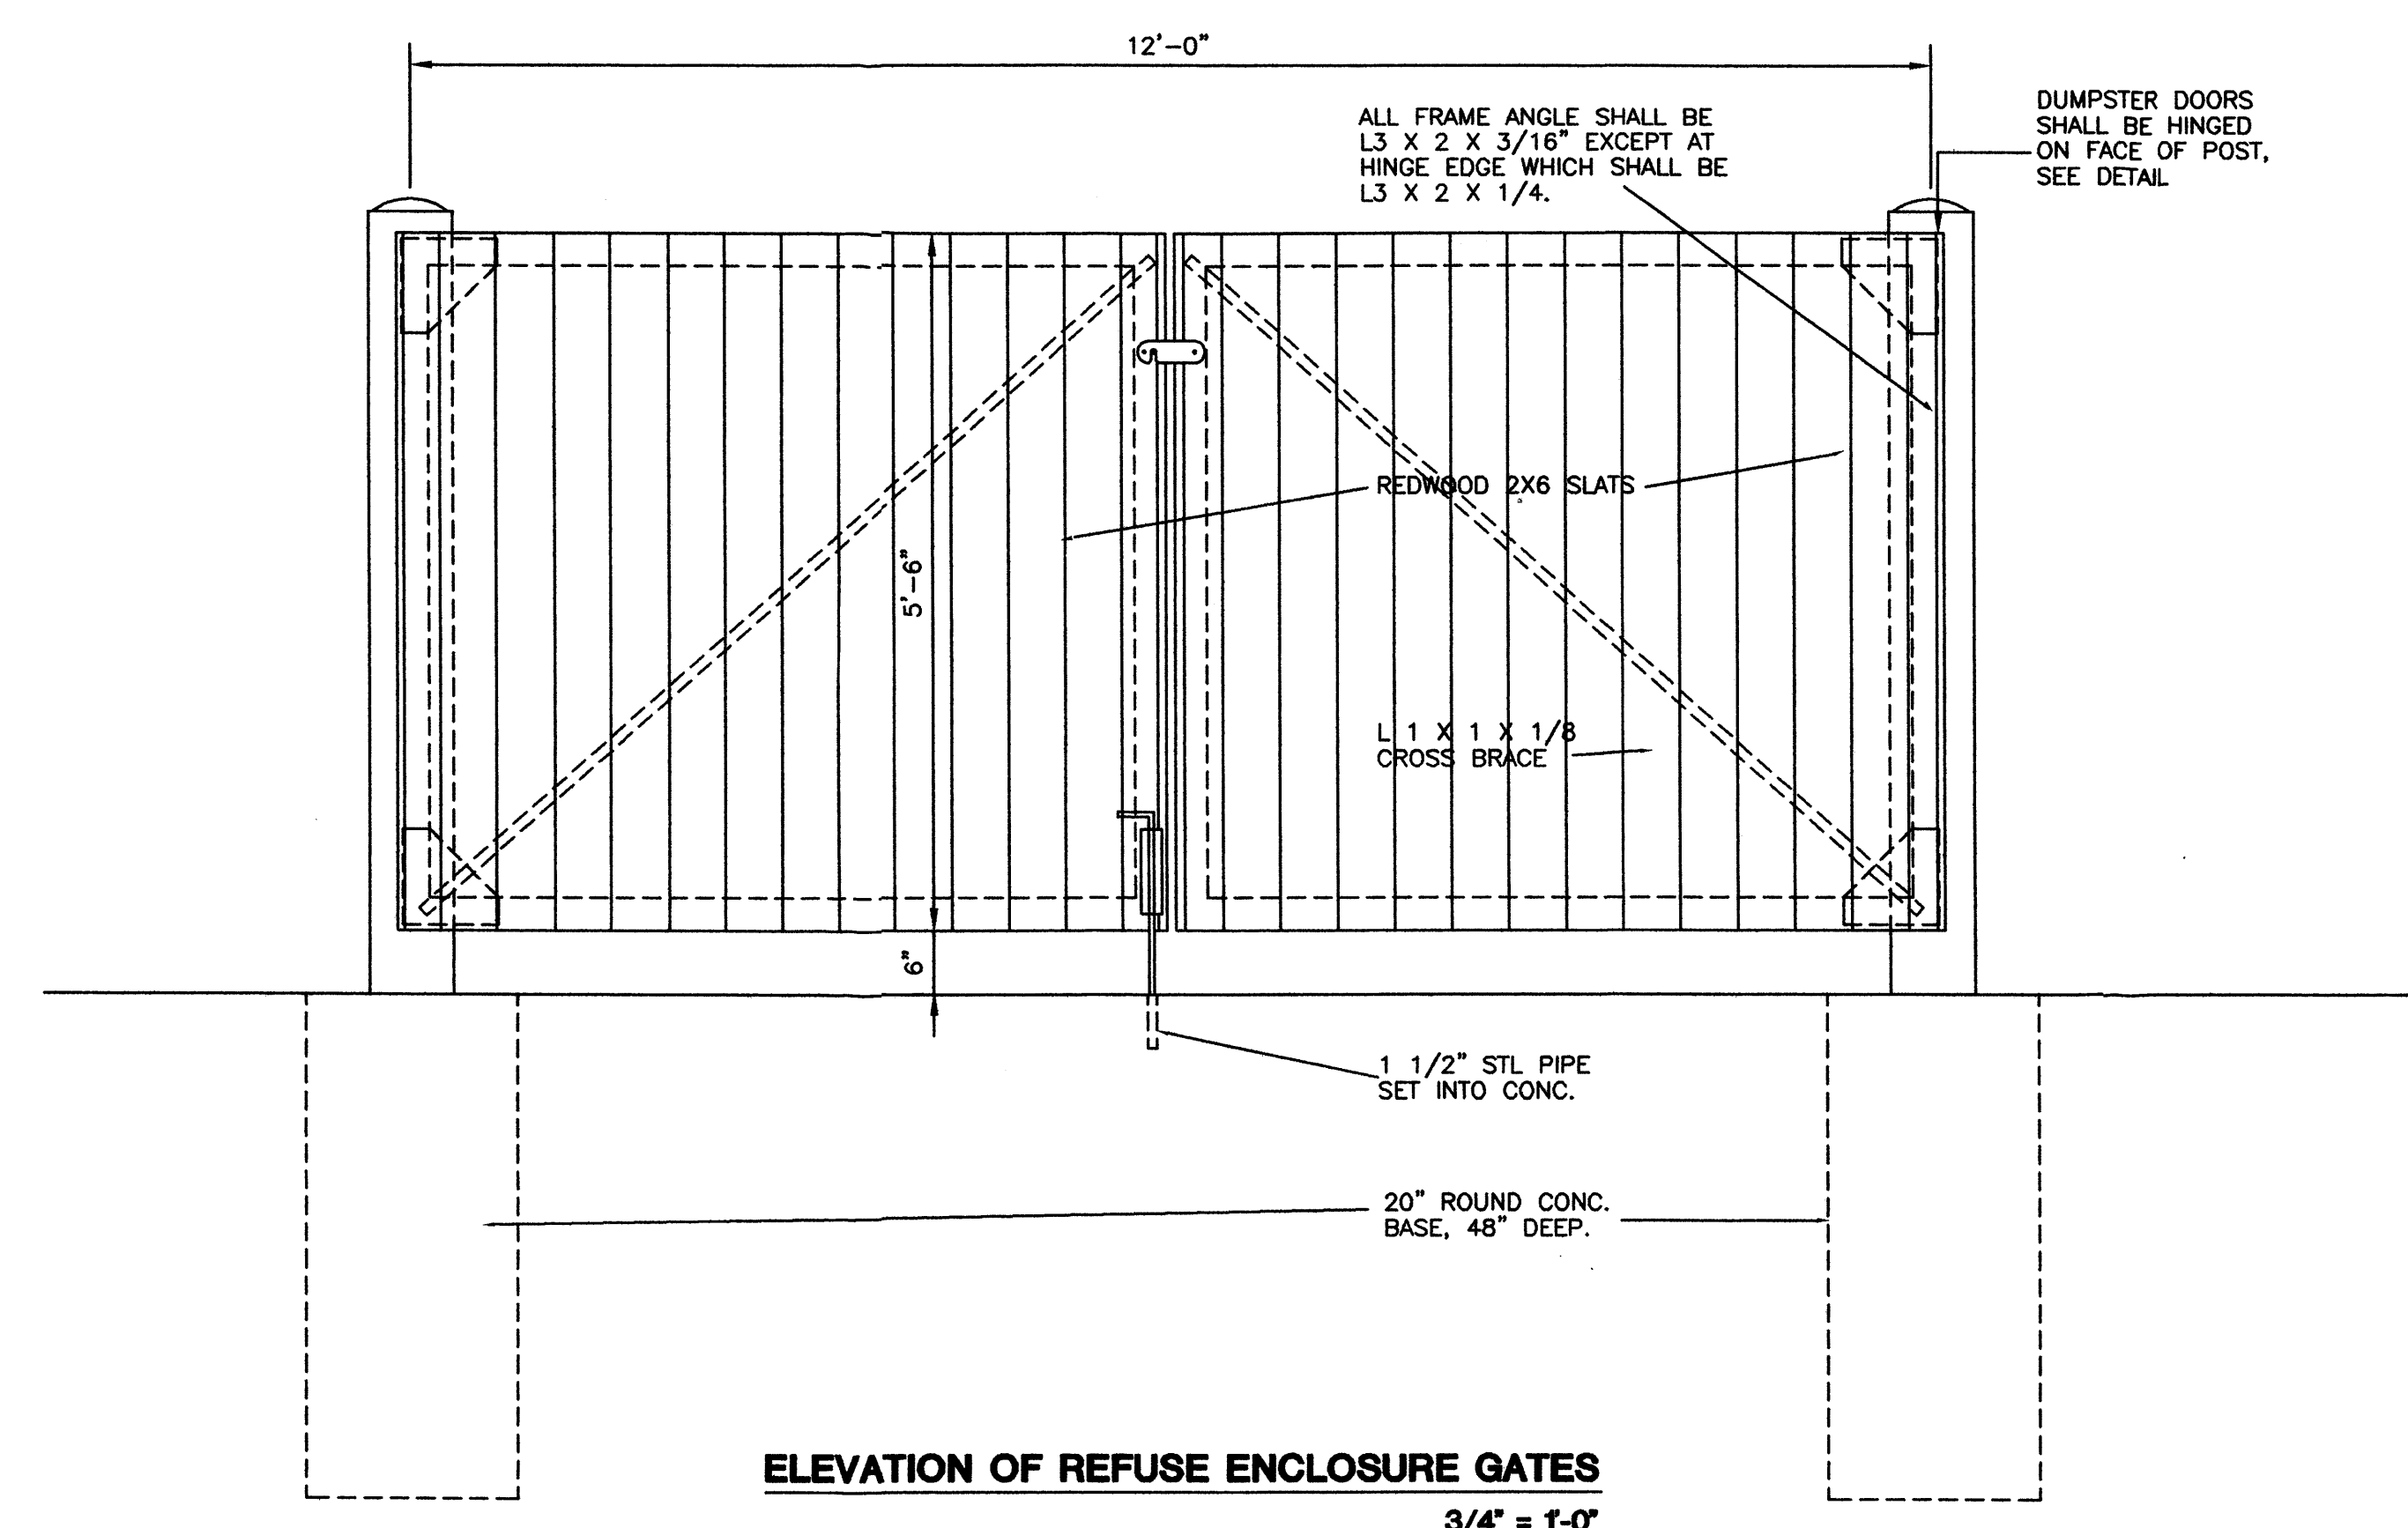 12'-0"
ALL FRAME ANGLE SHALL BE
L3 X 2 X 3/16" EXCEPT AT
HINGE EDGE WHICH SHALL BE
L3 X 2 X 1/4.
DUMPSTER DOORS
SHALL BE HINGED
ON FACE OF POST,
SEE DETAIL
REDWOOD 2X6 SLATS
5'-6"
L 1 X 1 X 1/8
CROSS BRACE
6"
1 1/2" STL PIPE
SET INTO CONC.
20" ROUND CONC.
BASE, 48" DEEP.
ELEVATION OF REFUSE ENCLOSURE GATES
3/4" = 1'-0"